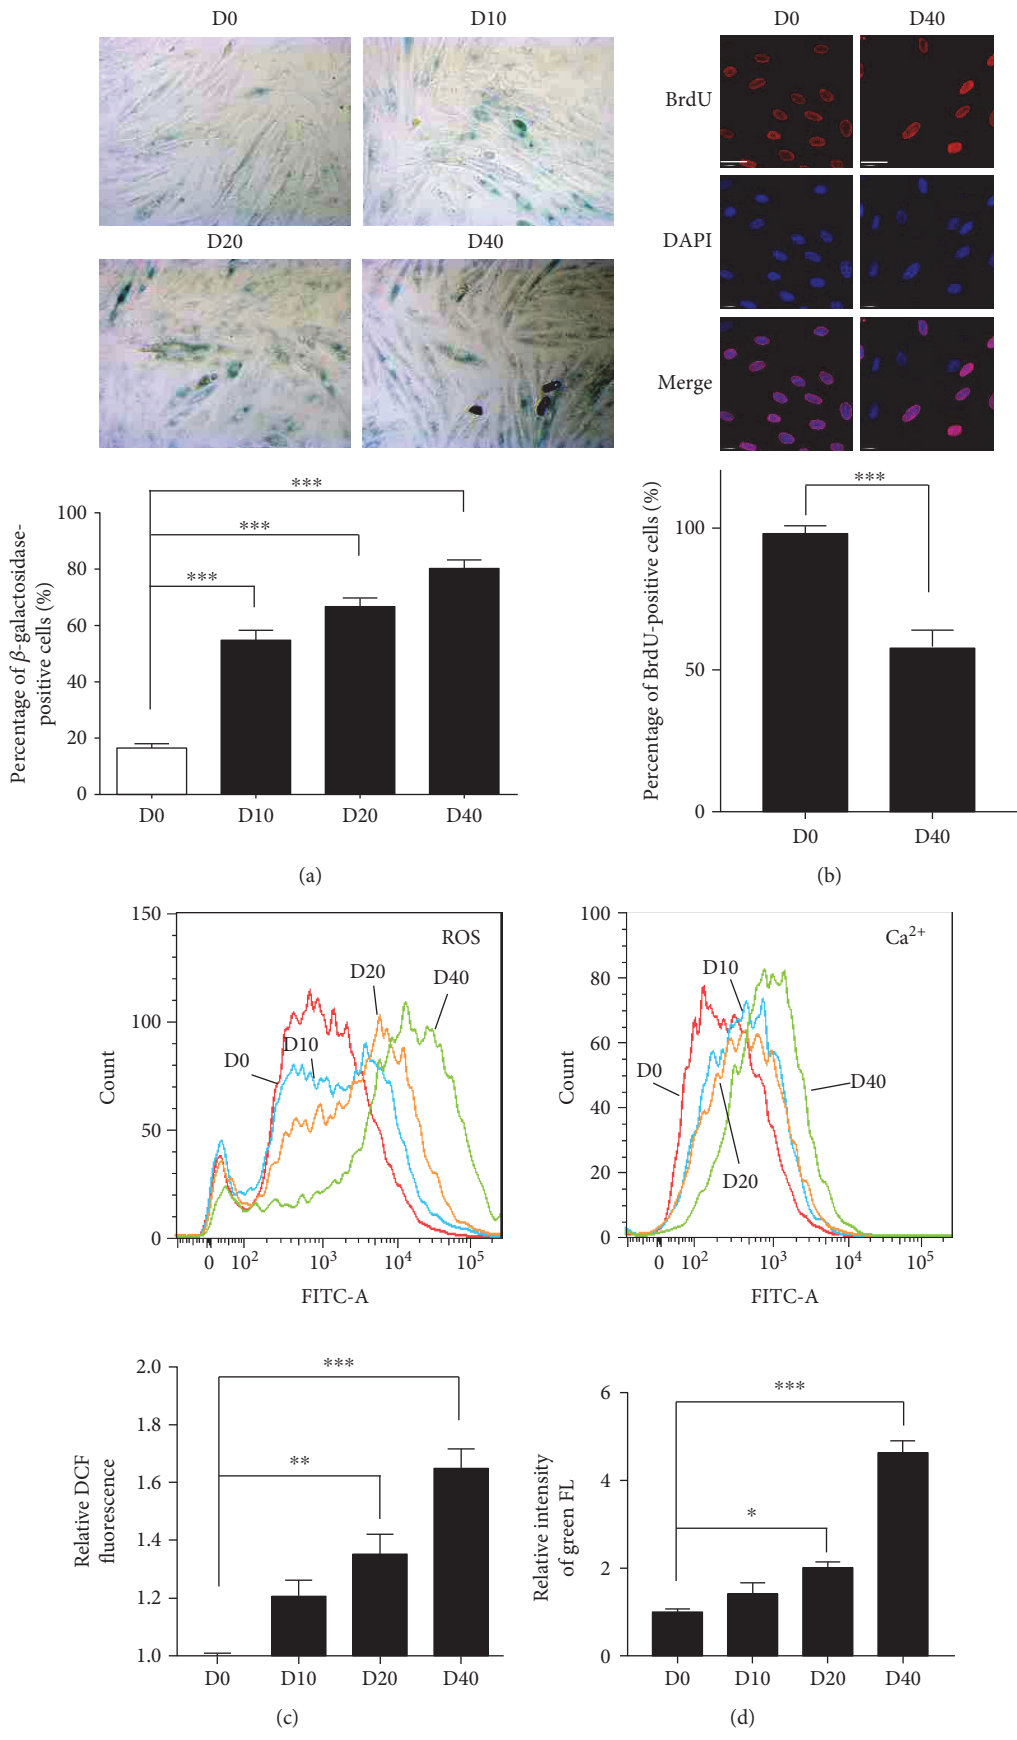 D0
D10
D20
D40
D0
D40
BrdU
DAPI
Merge
Percentage of β-galactosidase-
positive cells (%)
100
80
60
40
20
0
***
***
***
D0
D10
D20
D40
(a)
Percentage of BrdU-positive cells (%)
100
50
0
***
D0
D40
(b)
ROS
Count
150
100
50
0
D0
D10
D20
D40
0
10²
10³
10⁴
10⁵
FITC-A
Ca²⁺
Count
100
80
60
40
20
0
D0
D10
D20
D40
0
10²
10³
10⁴
10⁵
FITC-A
Relative DCF
fluorescence
2.0
1.8
1.6
1.4
1.2
1.0
***
**
D0
D10
D20
D40
(c)
Relative intensity
of green FL
6
4
2
0
***
*
D0
D10
D20
D40
(d)